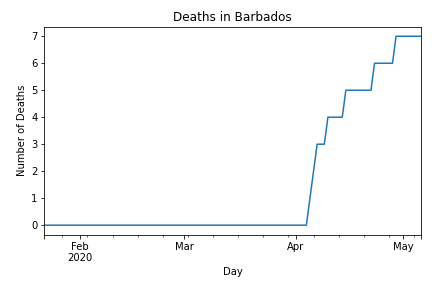 Deaths in Barbados
Number of Deaths
7
6
5
4
3
2
1
0
Feb
2020
Mar
Apr
May
Day